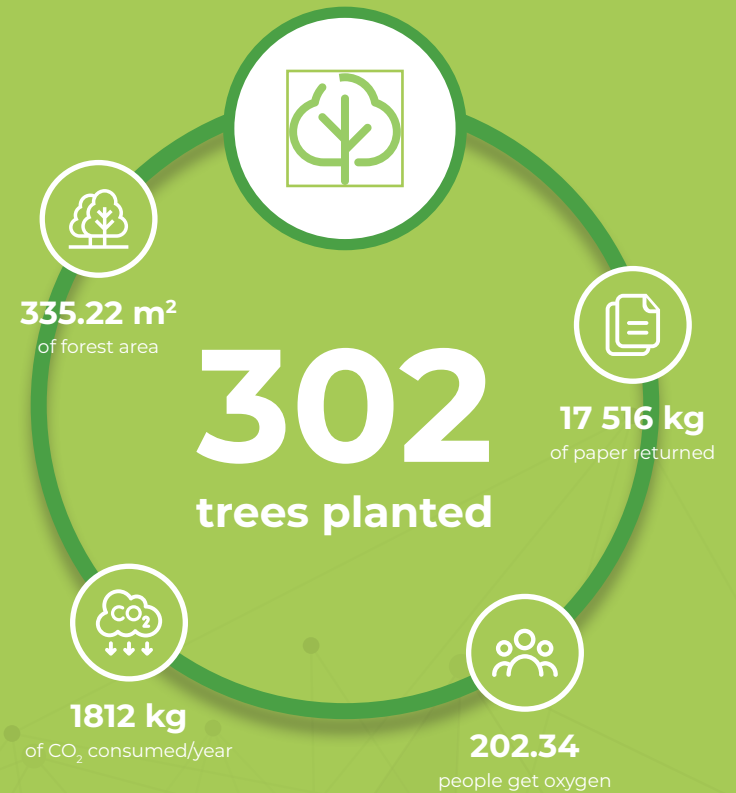 335.22 m²
of forest area
302
trees planted
17 516 kg
of paper returned
CO₂
1812 kg
of CO₂ consumed/year
202.34
people get oxygen